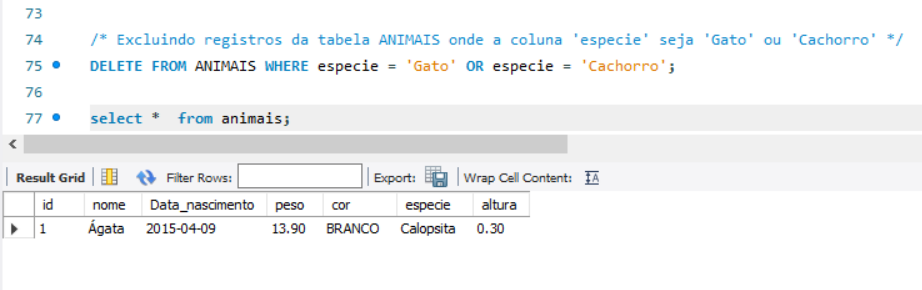 73
74 /* Excluindo registros da tabela ANIMAIS onde a coluna 'especie' seja 'Gato' ou 'Cachorro' */
75 DELETE FROM ANIMAIS WHERE especie = 'Gato' OR especie = 'Cachorro';
76
77 select *  from animais;
Result Grid Filter Rows: Export: Wrap Cell Content: IA
id nome Data_nascimento peso cor especie altura
1 Ágata 2015-04-09 13.90 BRANCO Calopsita 0.30